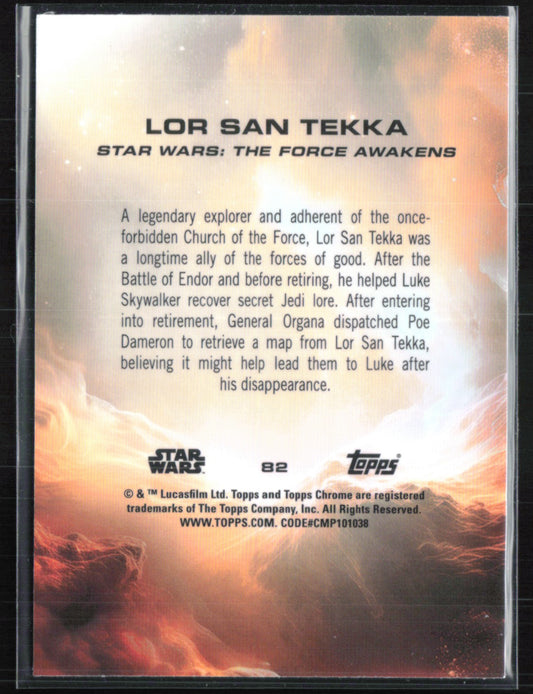 LOR SAN TEKKA
STAR WARS: THE FORCE AWAKENS
A legendary explorer and adherent of the once-
forbidden Church of the Force, Lor San Tekka was
a longtime ally of the forces of good. After the
Battle of Endor and before retiring, he helped Luke
Skywalker recover secret Jedi lore. After entering
into retirement, General Organa dispatched Poe
Dameron to retrieve a map from Lor San Tekka,
believing it might help lead them to Luke after
his disappearance.
STAR
WARS
82
Topps
© & ™ Lucasfilm Ltd. Topps and Topps Chrome are registered
trademarks of The Topps Company, Inc. All Rights Reserved.
WWW.TOPPS.COM. CODE#CMP101038